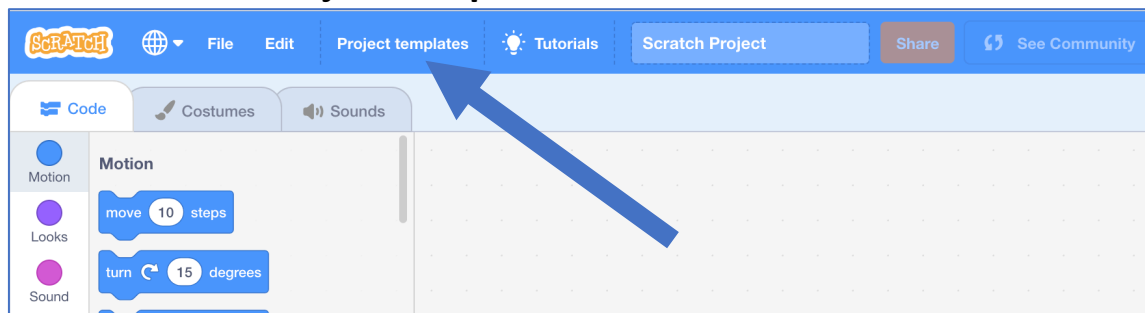 SCRATCH File Edit Project templates Tutorials Scratch Project Share See Community
Code Costumes Sounds
Motion
Looks
Sound
Motion
move 10 steps
turn 15 degrees